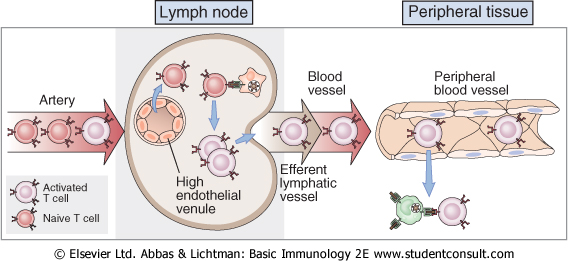 Lymph node
Peripheral tissue
Artery
Blood
vessel
Peripheral
blood vessel
High
endothelial
venule
Efferent
lymphatic
vessel
Activated
T cell
Naive T cell
© Elsevier Ltd. Abbas & Lichtman: Basic Immunology 2E www.studentconsult.com